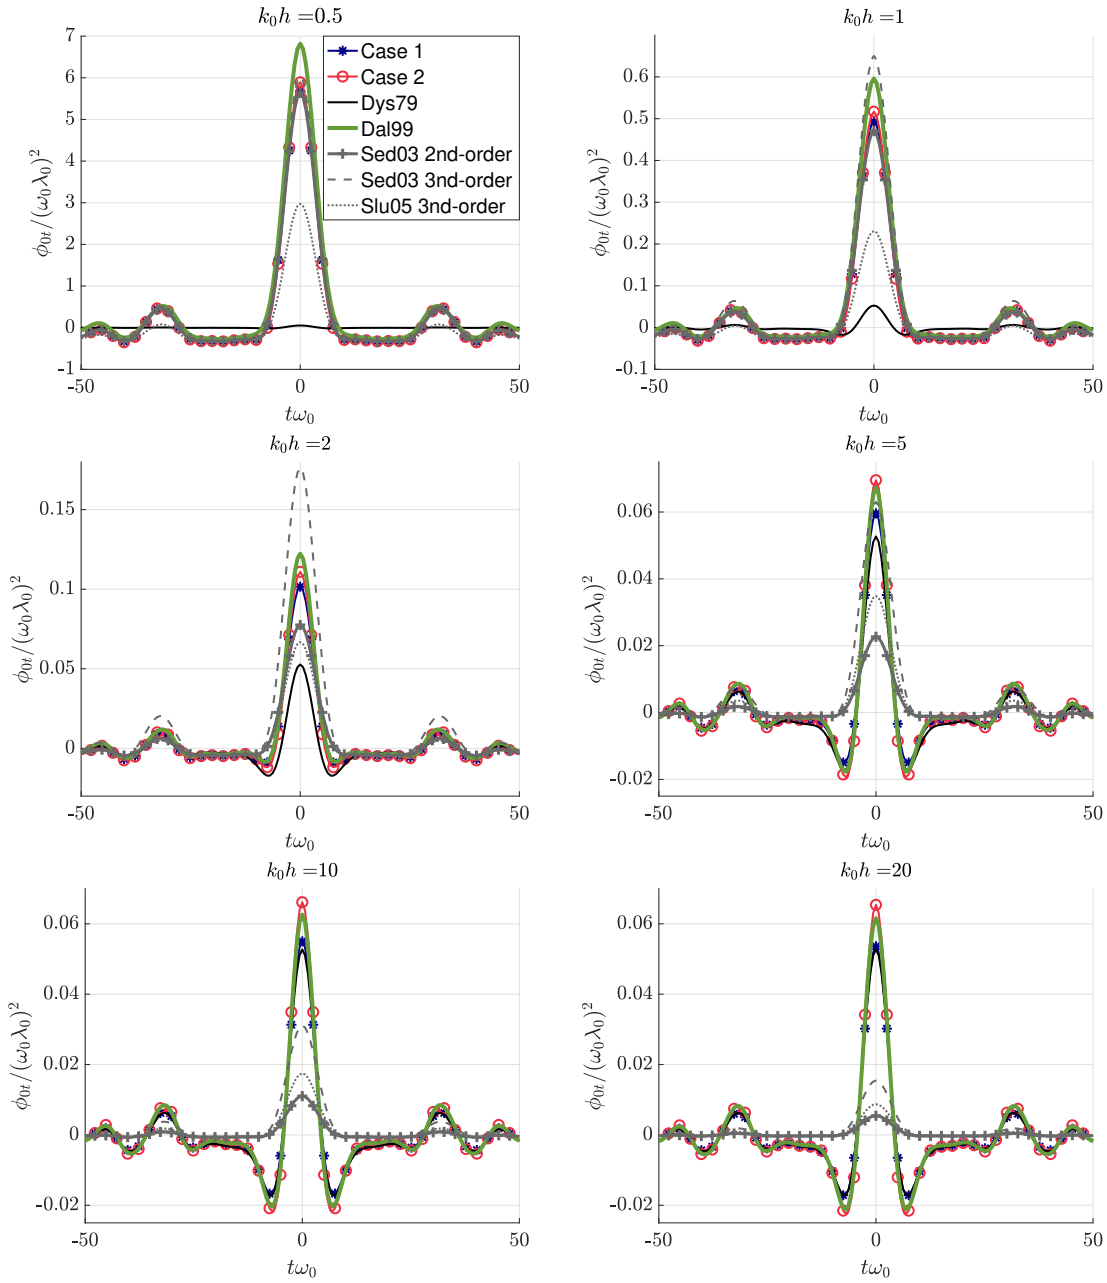 k₀h =0.5
7
6
5
4
3
2
1
0
-1
-50
0
50
ϕ₀ₜ/(ω₀λ₀)²
tω₀
Case 1
Case 2
Dys79
Dal99
Sed03 2nd-order
Sed03 3nd-order
Slu05 3nd-order
k₀h =1
0.6
0.5
0.4
0.3
0.2
0.1
0
-0.1
-50
0
50
ϕ₀ₜ/(ω₀λ₀)²
tω₀
k₀h =2
0.15
0.1
0.05
0
-50
0
50
ϕ₀ₜ/(ω₀λ₀)²
tω₀
k₀h =5
0.06
0.04
0.02
0
-0.02
-50
0
50
ϕ₀ₜ/(ω₀λ₀)²
tω₀
k₀h =10
0.06
0.04
0.02
0
-0.02
-50
0
50
ϕ₀ₜ/(ω₀λ₀)²
tω₀
k₀h =20
0.06
0.04
0.02
0
-0.02
-50
0
50
ϕ₀ₜ/(ω₀λ₀)²
tω₀